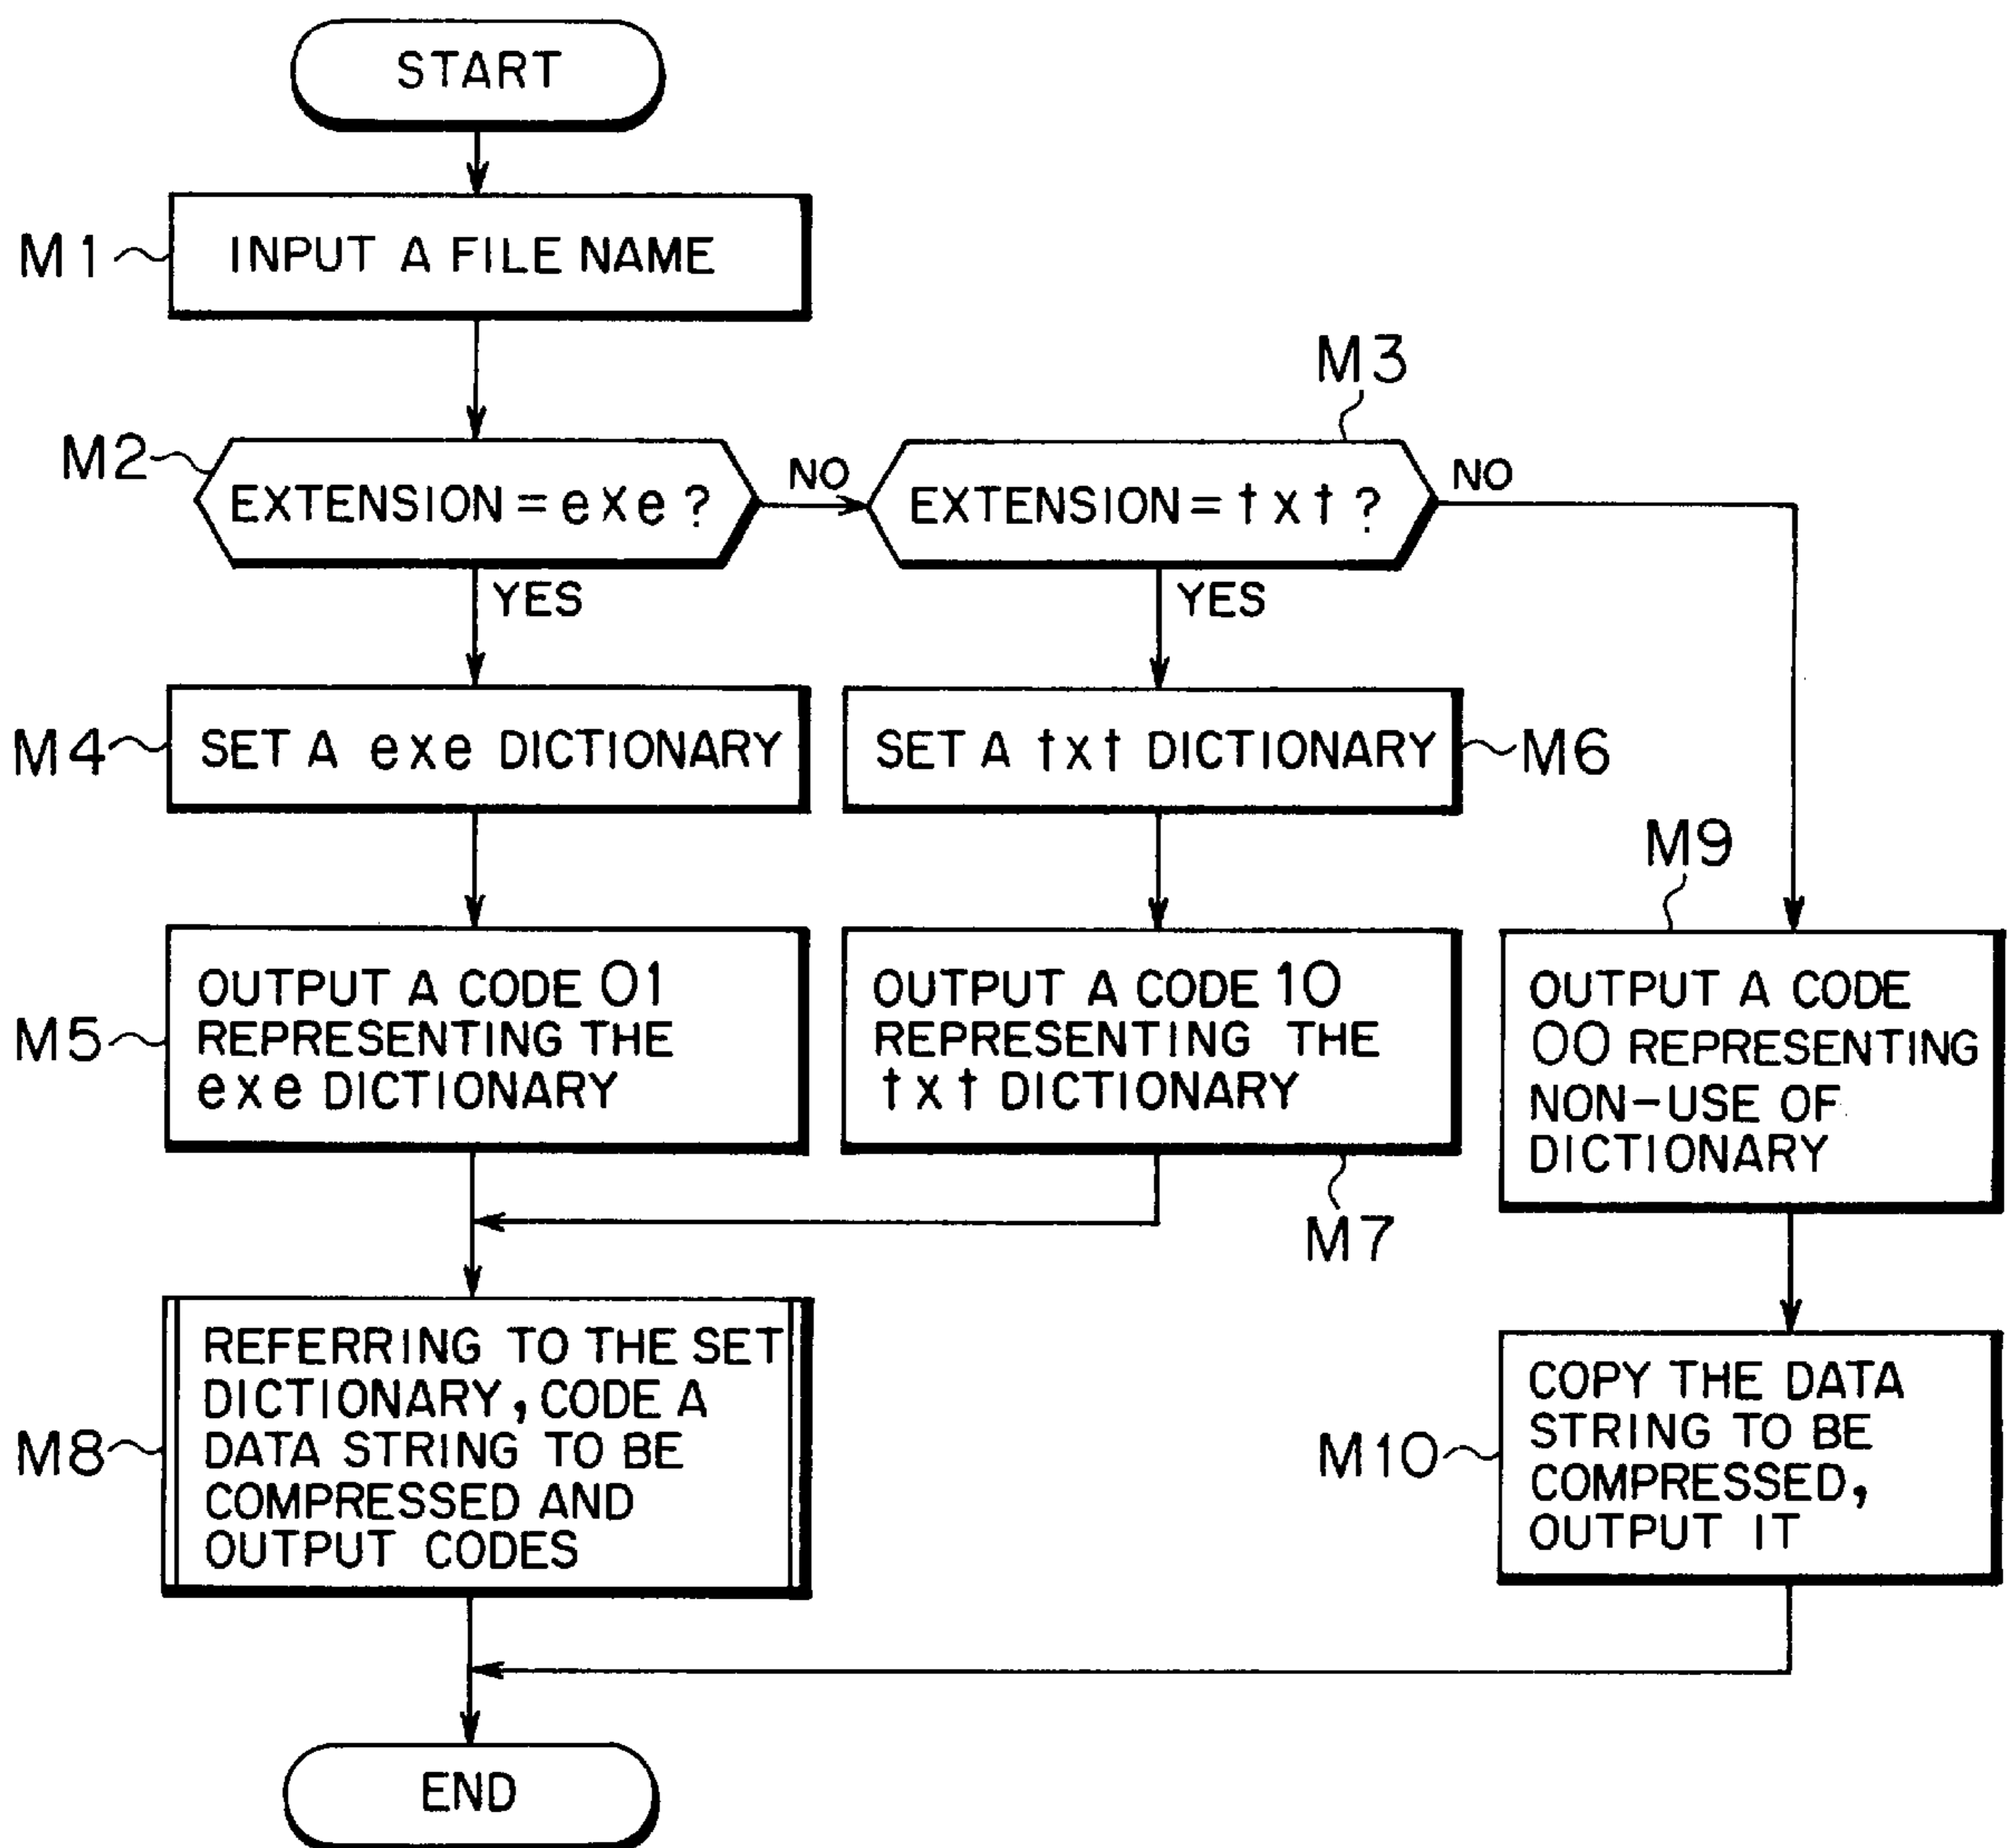 START
M1
INPUT A FILE NAME
M2
EXTENSION = exe ?
NO
M3
EXTENSION = txt ?
NO
YES
YES
M4
SET A exe DICTIONARY
SET A txt DICTIONARY
M6
M5
OUTPUT A CODE 01
REPRESENTING THE
exe DICTIONARY
OUTPUT A CODE 10
REPRESENTING THE
txt DICTIONARY
M7
M9
OUTPUT A CODE
00 REPRESENTING
NON-USE OF
DICTIONARY
M8
REFERRING TO THE SET
DICTIONARY, CODE A
DATA STRING TO BE
COMPRESSED AND
OUTPUT CODES
M10
COPY THE DATA
STRING TO BE
COMPRESSED,
OUTPUT IT
END